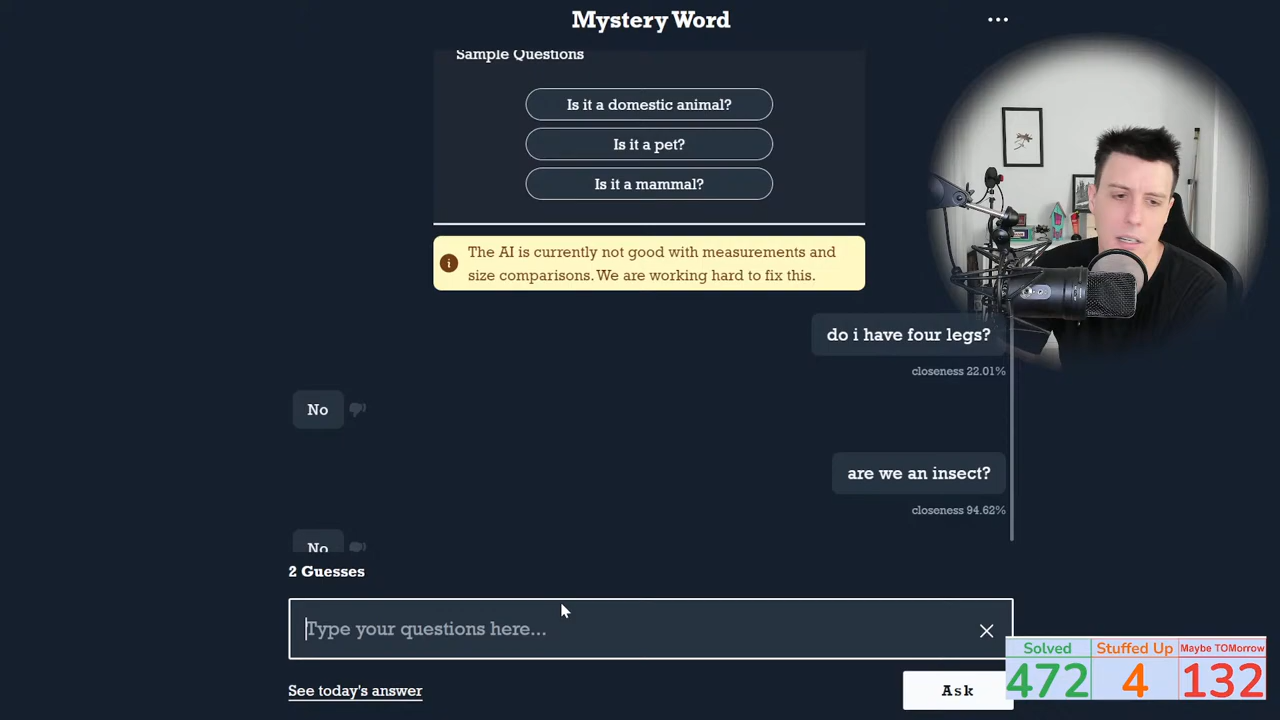 Mystery Word
Sample Questions
Is it a domestic animal?
Is it a pet?
Is it a mammal?
The AI is currently not good with measurements and
size comparisons. We are working hard to fix this.
do i have four legs?
closeness 22.01%
No
are we an insect?
closeness 94.62%
No
2 Guesses
Type your questions here...
See today's answer
Ask
Solved
472
Stuffed Up
4
Maybe TOMorrow
132